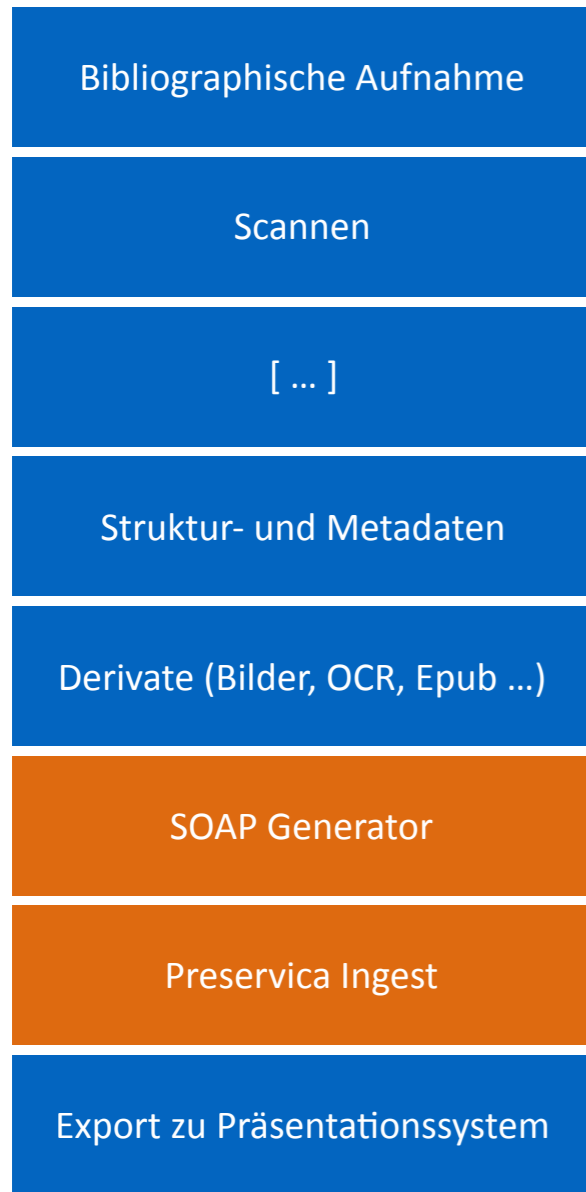 Bibliographische Aufnahme
Scannen
[ ... ]
Struktur- und Metadaten
Derivate (Bilder, OCR, Epub ...)
SOAP Generator
Preservica Ingest
Export zu Präsentationssystem